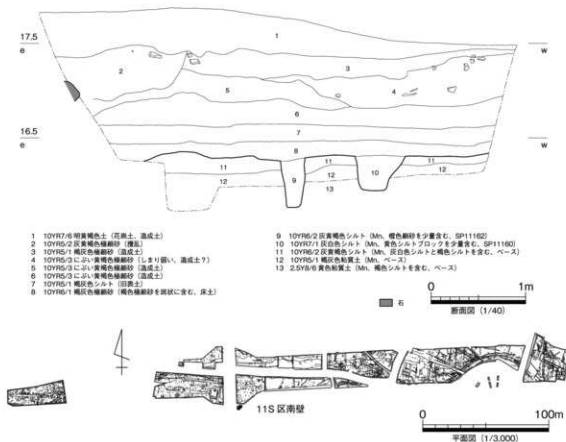 17.5
e
w
16.5
e
w
1
2
3
4
5
6
7
8
11
12
9
11
12
13
10
11
12
1 10YR7/6 明黄褐色土（花崗土、造成土）
2 10YR5/2 灰黄褐色極細砂（攪乱）
3 10YR5/1 褐灰色極細砂（造成土）
4 10YR5/3 にぶい黄褐色極細砂（しまり弱い、造成土？）
5 10YR5/3 にぶい黄褐色極細砂（造成土）
6 10YR5/3 にぶい黄褐色極細砂（造成土）
7 10YR5/1 褐灰色シルト（旧表土）
8 10YR6/1 褐灰色極細砂（褐色極細砂を斑状に含む、床土）
9 10YR6/2 灰黄褐色シルト（Mn、橙色細砂を少量含む、SP11162）
10 10YR7/1 灰白色シルト（Mn、黄色シルトブロックを少量含む、SP11160）
11 10YR6/2 灰黄褐色シルト（Mn、灰白色シルトと褐色シルトを含む、ベース）
12 10YR5/1 褐灰色粘質土（Mn、ベース）
13 2.5Y8/6 黄色粘質土（Mn、褐色シルトを含む、ベース）
石
0
1m
断面図（1/40）
11S 区南壁
0
100m
平面図（1/3,000）